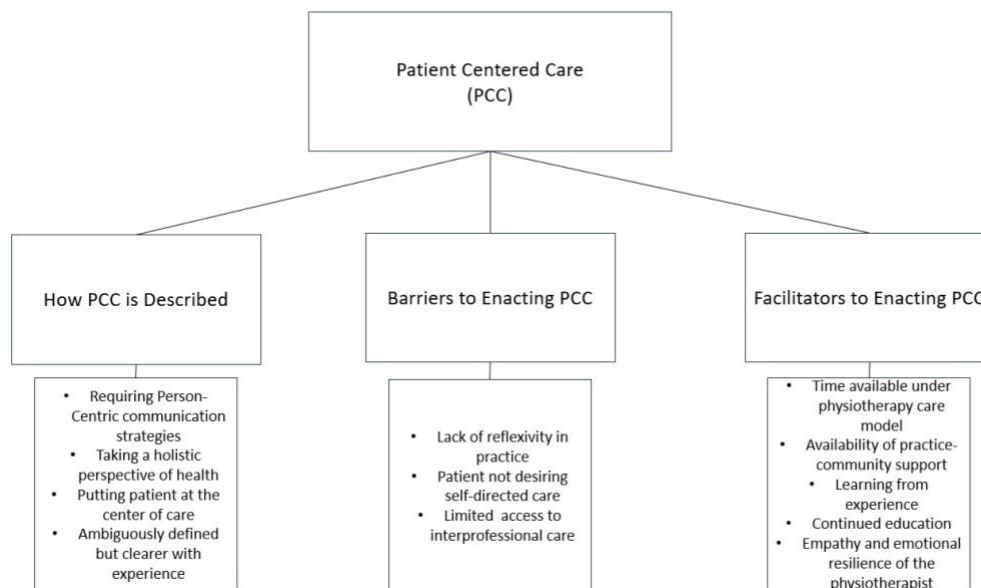 Patient Centered Care
(PCC)
How PCC is Described
Barriers to Enacting PCC
Facilitators to Enacting PCC
• Requiring Person-
Centric communication
strategies
• Taking a holistic
perspective of health
• Putting patient at the
center of care
• Ambiguously defined
but clearer with
experience
• Lack of reflexivity in
practice
• Patient not desiring
self-directed care
• Limited access to
interprofessional care
• Time available under
physiotherapy care
model
• Availability of practice-
community support
• Learning from
experience
• Continued education
• Empathy and emotional
resilience of the
physiotherapist